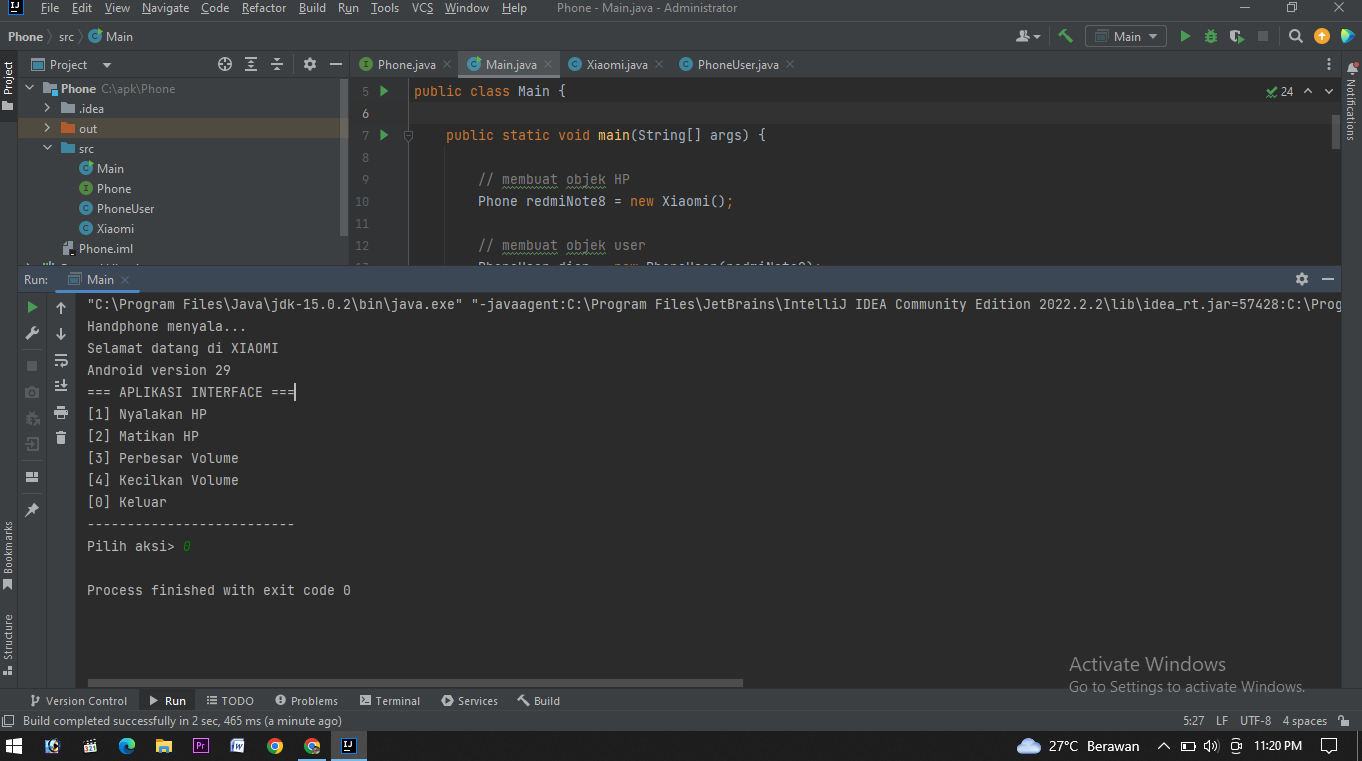 File Edit View Navigate Code Refactor Build Run Tools VCS Window Help Phone - Main.java - Administrator
Phone src Main
Main
Project
Phone.java Main.java Xiaomi.java PhoneUser.java
Project
Phone C:\apk\Phone
.idea
out
src
Main
Phone
PhoneUser
Xiaomi
Phone.iml
5 public class Main {
24
6
7 public static void main(String[] args) {
8
9 // membuat objek HP
10 Phone redmiNote8 = new Xiaomi();
11
12 // membuat objek user
Notifications
Run: Main
"C:\Program Files\Java\jdk-15.0.2\bin\java.exe" "-javaagent:C:\Program Files\JetBrains\IntelliJ IDEA Community Edition 2022.2.2\lib\idea_rt.jar=57428:C:\Prog
Handphone menyala...
Selamat datang di XIAOMI
Android version 29
=== APLIKASI INTERFACE ===
[1] Nyalakan HP
[2] Matikan HP
[3] Perbesar Volume
[4] Kecilkan Volume
[0] Keluar
--------------------------
Pilih aksi> 0
Process finished with exit code 0
Bookmarks
Structure
Activate Windows
Go to Settings to activate Windows.
Version Control Run TODO Problems Terminal Services Build
Build completed successfully in 2 sec, 465 ms (a minute ago)
5:27 LF UTF-8 4 spaces
27°C Berawan 11:20 PM